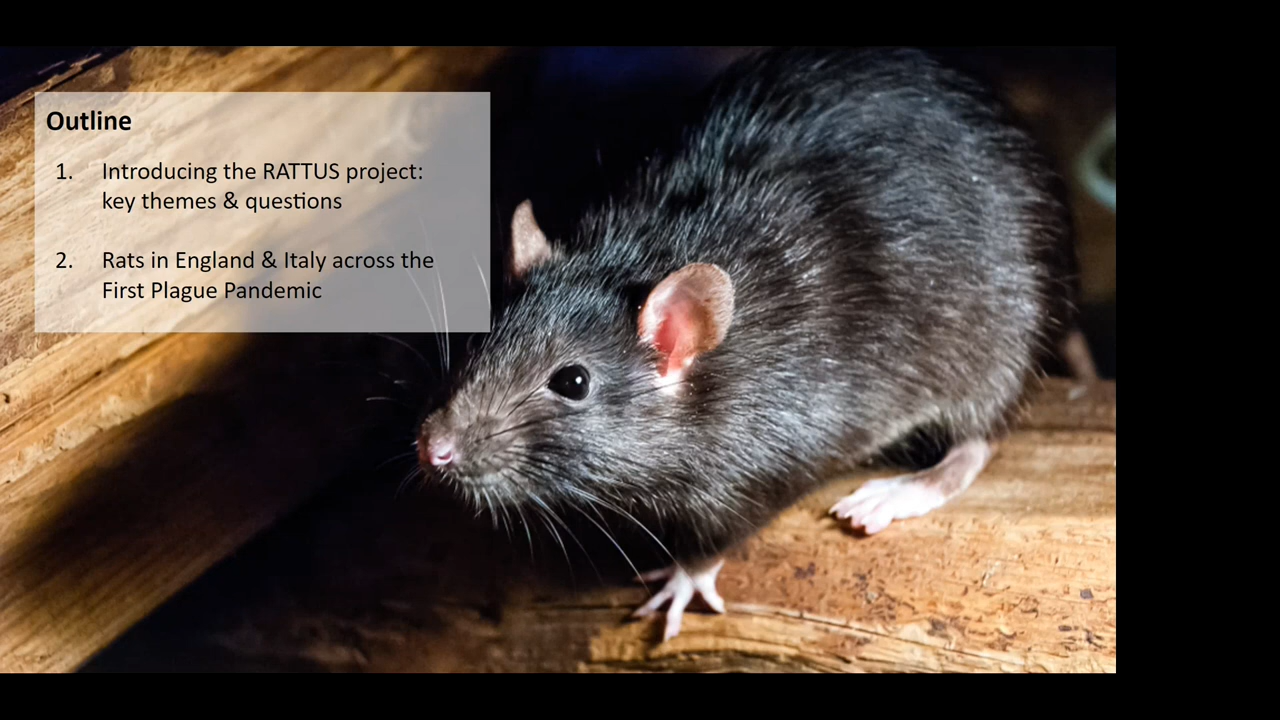 Outline
1. Introducing the RATTUS project:
key themes & questions
2. Rats in England & Italy across the
First Plague Pandemic